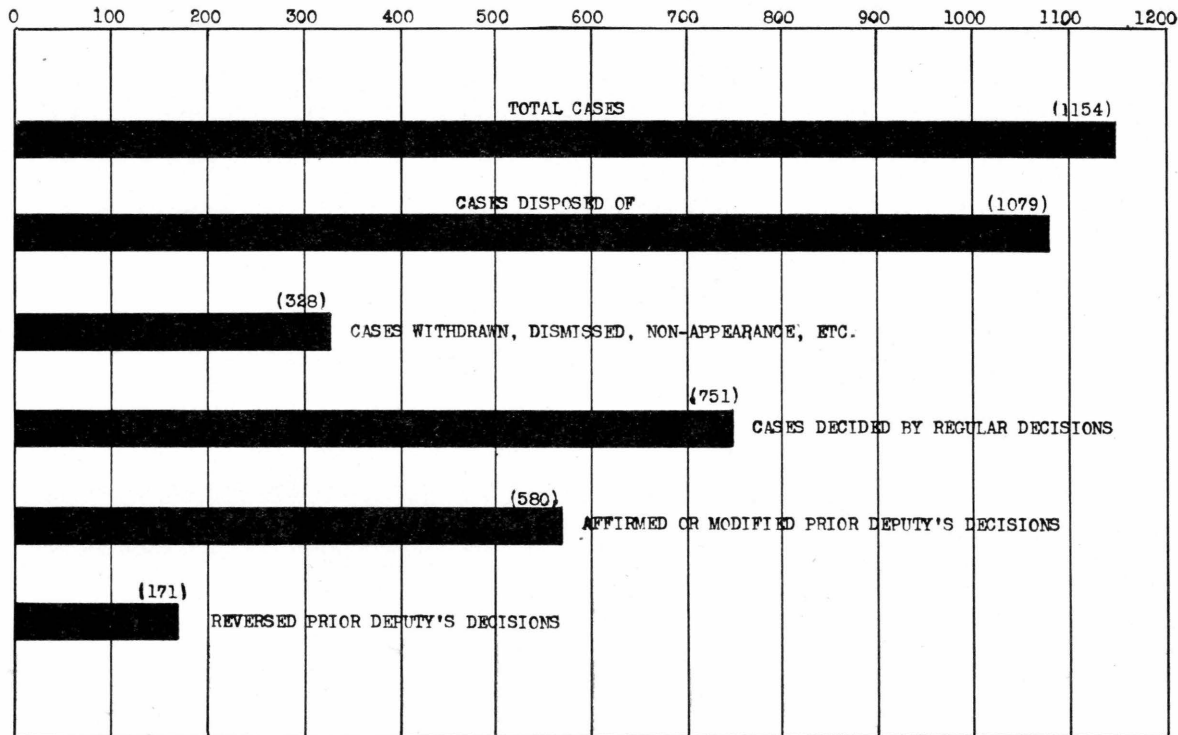 0 100 200 300 400 500 600 700 800 900 1000 1100 1200
TOTAL CASES (1154)
CASES DISPOSED OF (1079)
(328)
CASES WITHDRAWN, DISMISSED, NON-APPEARANCE, ETC.
(751)
CASES DECIDED BY REGULAR DECISIONS
(580)
AFFIRMED OR MODIFIED PRIOR DEPUTY'S DECISIONS
(171)
REVERSED PRIOR DEPUTY'S DECISIONS